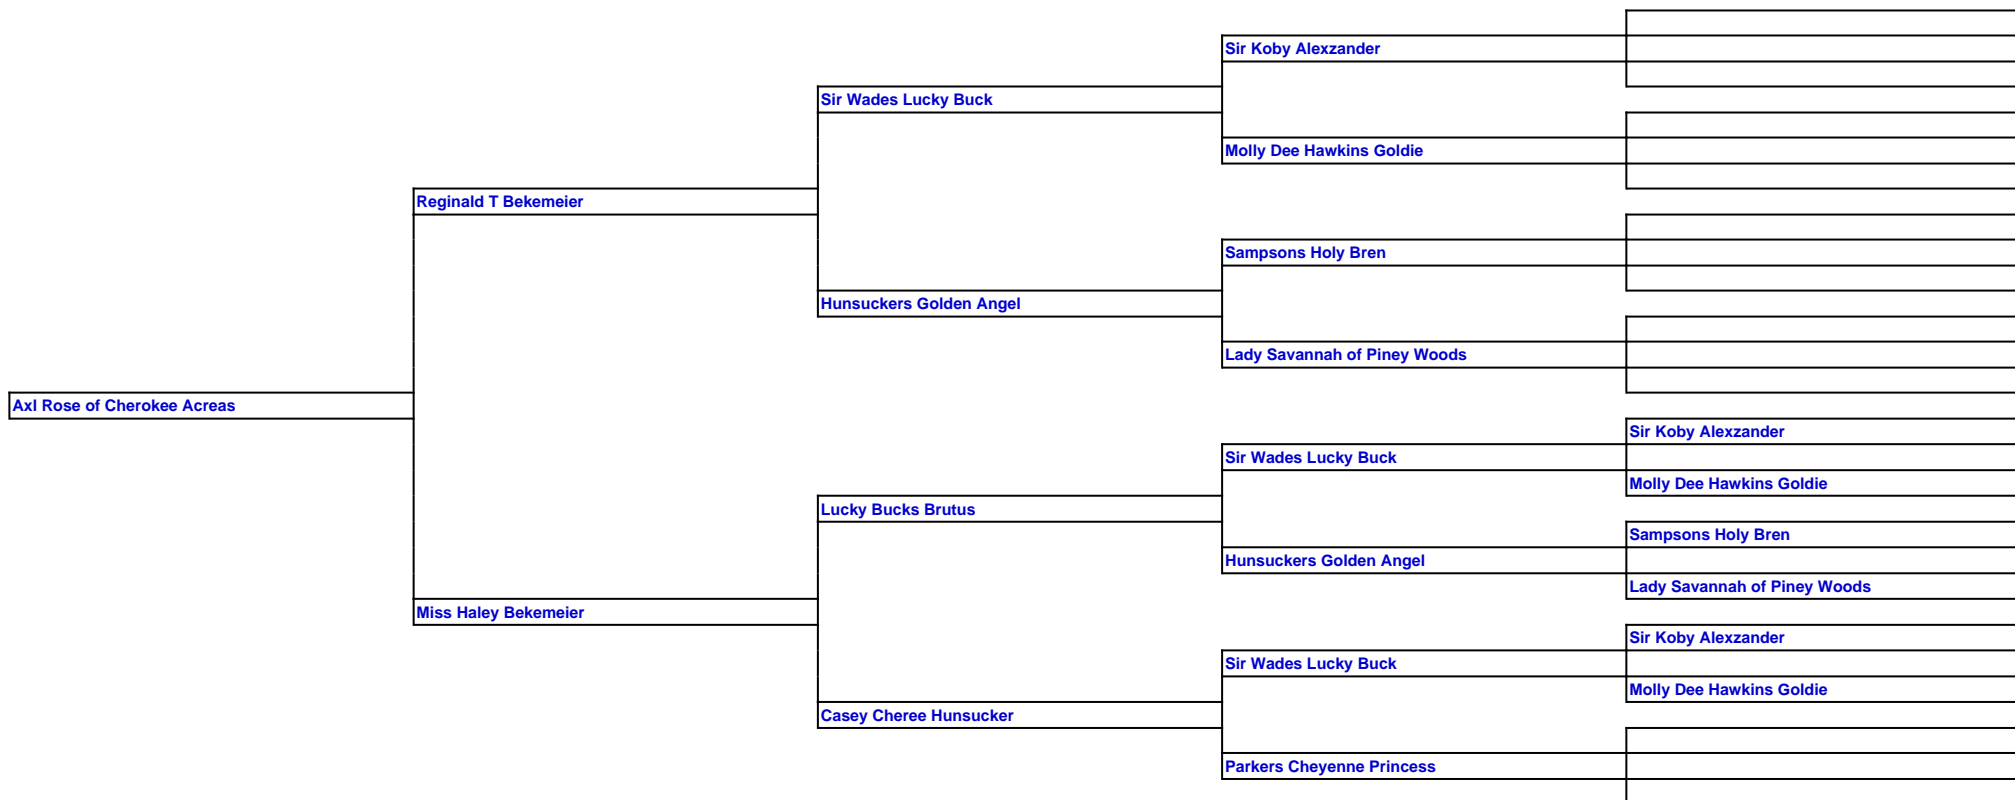 Sir Koby Alexzander
Sir Wades Lucky Buck
Molly Dee Hawkins Goldie
Reginald T Bekemeier
Sampsons Holy Bren
Hunsuckers Golden Angel
Lady Savannah of Piney Woods
Axl Rose of Cherokee Acreas
Sir Koby Alexzander
Sir Wades Lucky Buck
Molly Dee Hawkins Goldie
Lucky Bucks Brutus
Sampsons Holy Bren
Hunsuckers Golden Angel
Lady Savannah of Piney Woods
Miss Haley Bekemeier
Sir Koby Alexzander
Sir Wades Lucky Buck
Molly Dee Hawkins Goldie
Casey Cheree Hunsucker
Parkers Cheyenne Princess